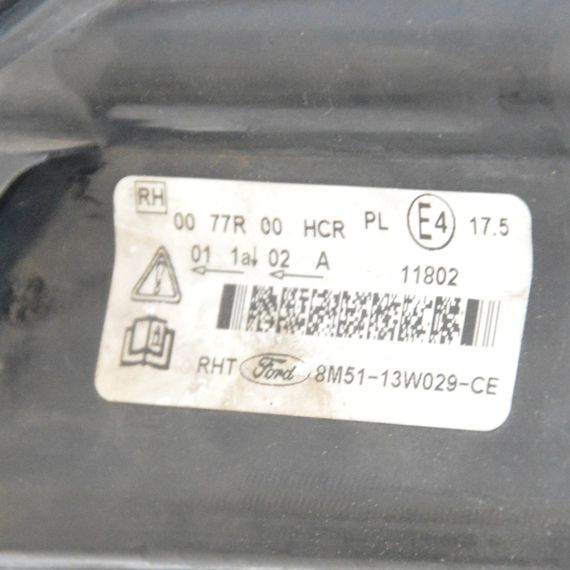 RH
00 77R 00 HCR PL E4 17.5
01 1a 02 A 11802
RHT Ford 8M51-13W029-CE